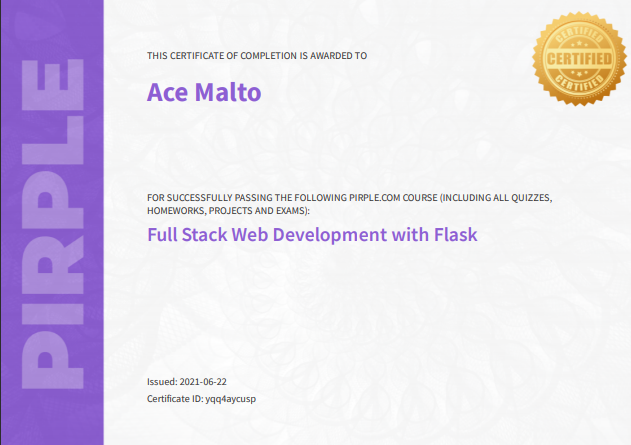 PIRPLE
THIS CERTIFICATE OF COMPLETION IS AWARDED TO
Ace Malto
CERTIFIED
CERTIFIED
CERTIFIED
FOR SUCCESSFULLY PASSING THE FOLLOWING PIRPLE.COM COURSE (INCLUDING ALL QUIZZES,
HOMEWORKS, PROJECTS AND EXAMS):
Full Stack Web Development with Flask
Issued: 2021-06-22
Certificate ID: yqq4aycusp